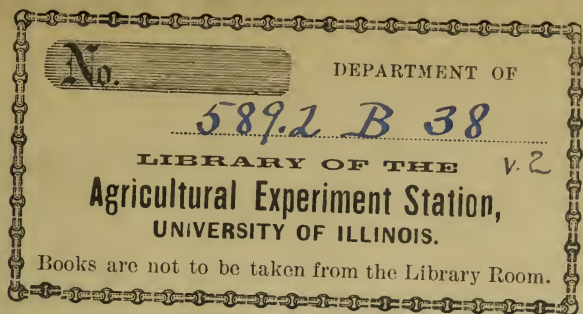 No. DEPARTMENT OF
589.2 B 38
LIBRARY OF THE v.2
Agricultural Experiment Station,
UNIVERSITY OF ILLINOIS.
Books are not to be taken from the Library Room.